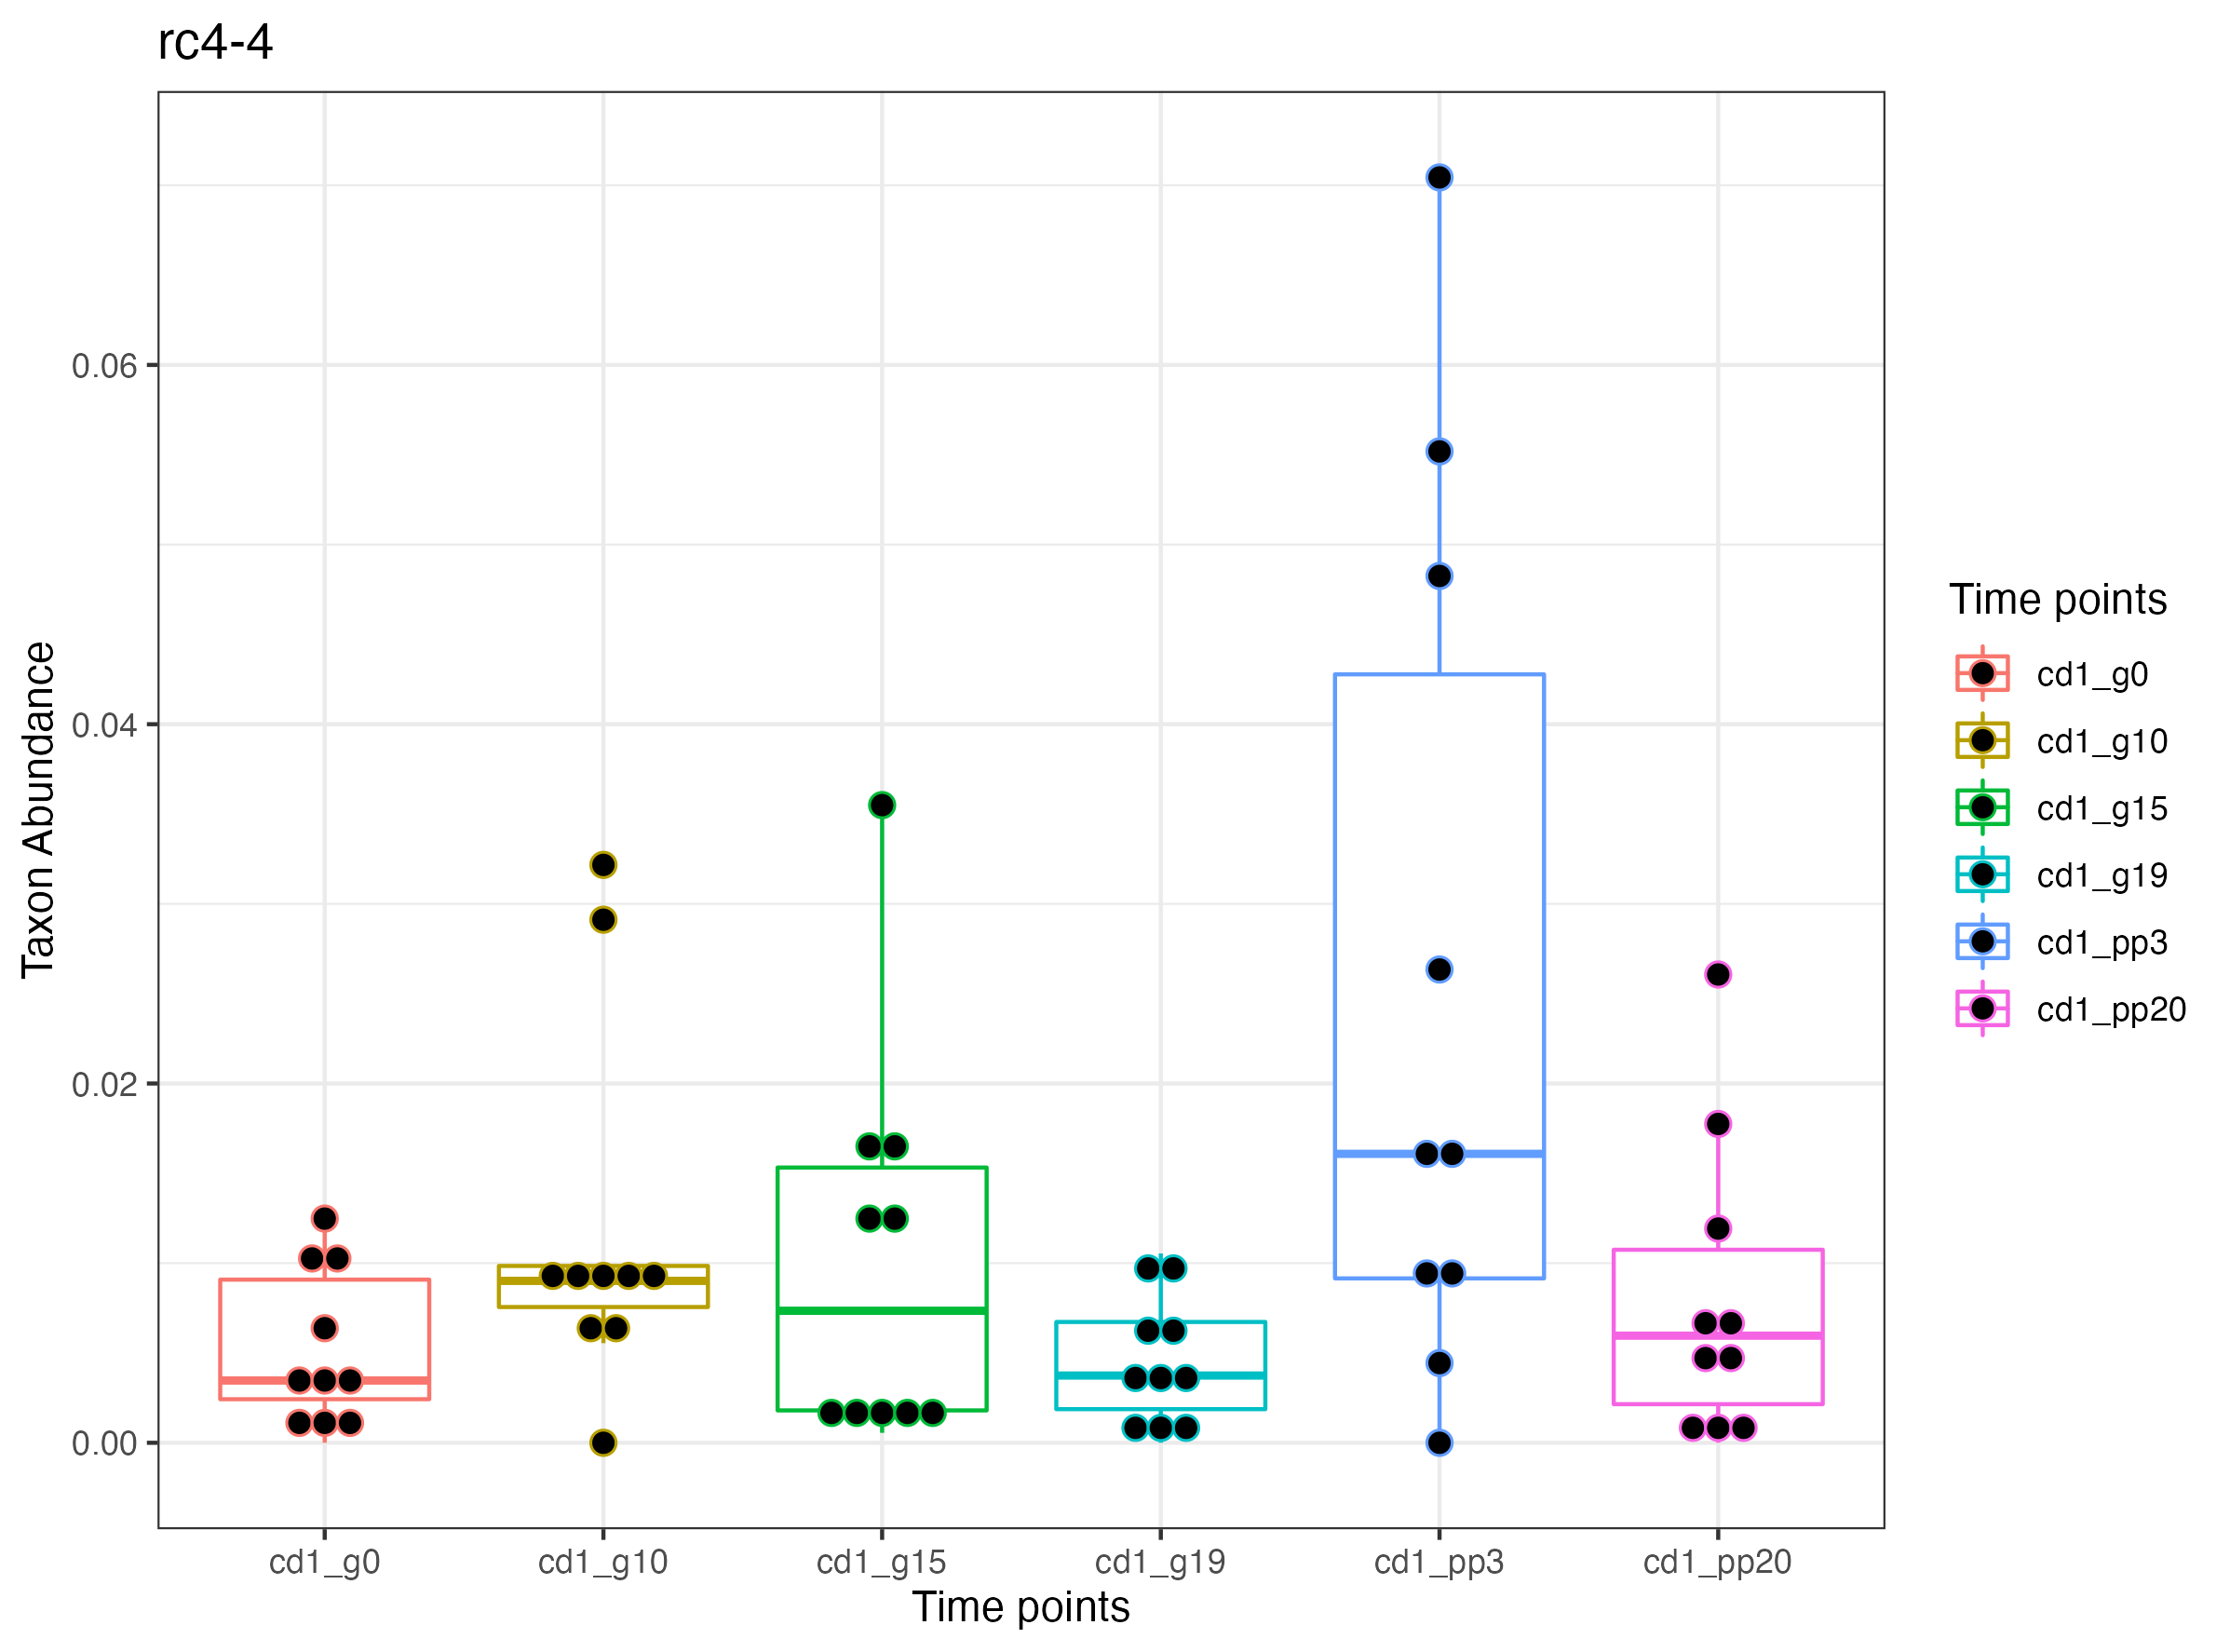 rc4-4
Taxon Abundance
0.06
0.04
0.02
0.00
cd1_g0
cd1_g10
cd1_g15
cd1_g19
cd1_pp3
cd1_pp20
Time points
Time points
cd1_g0
cd1_g10
cd1_g15
cd1_g19
cd1_pp3
cd1_pp20